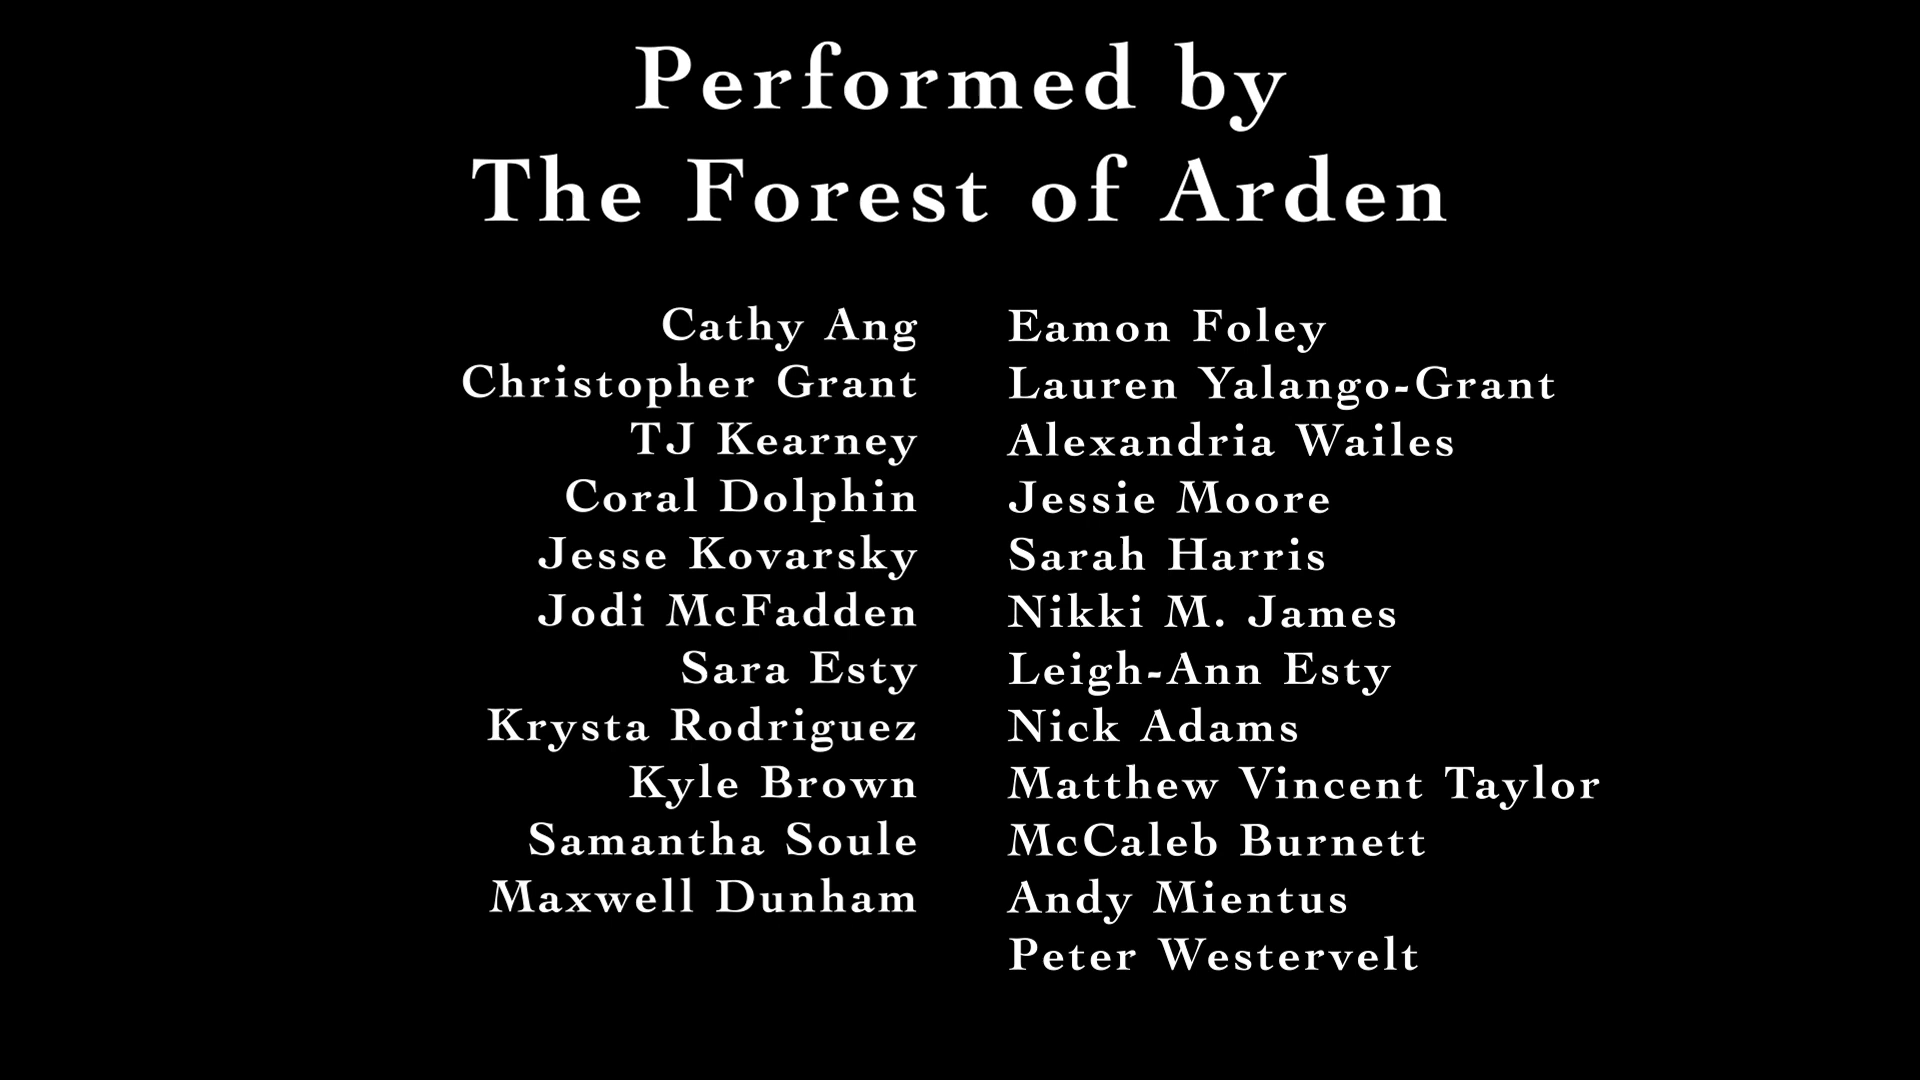 Performed by
The Forest of Arden
Cathy Ang
Christopher Grant
TJ Kearney
Coral Dolphin
Jesse Kovarsky
Jodi McFadden
Sara Esty
Krysta Rodriguez
Kyle Brown
Samantha Soule
Maxwell Dunham
Eamon Foley
Lauren Yalango-Grant
Alexandria Wailes
Jessie Moore
Sarah Harris
Nikki M. James
Leigh-Ann Esty
Nick Adams
Matthew Vincent Taylor
McCaleb Burnett
Andy Mientus
Peter Westervelt